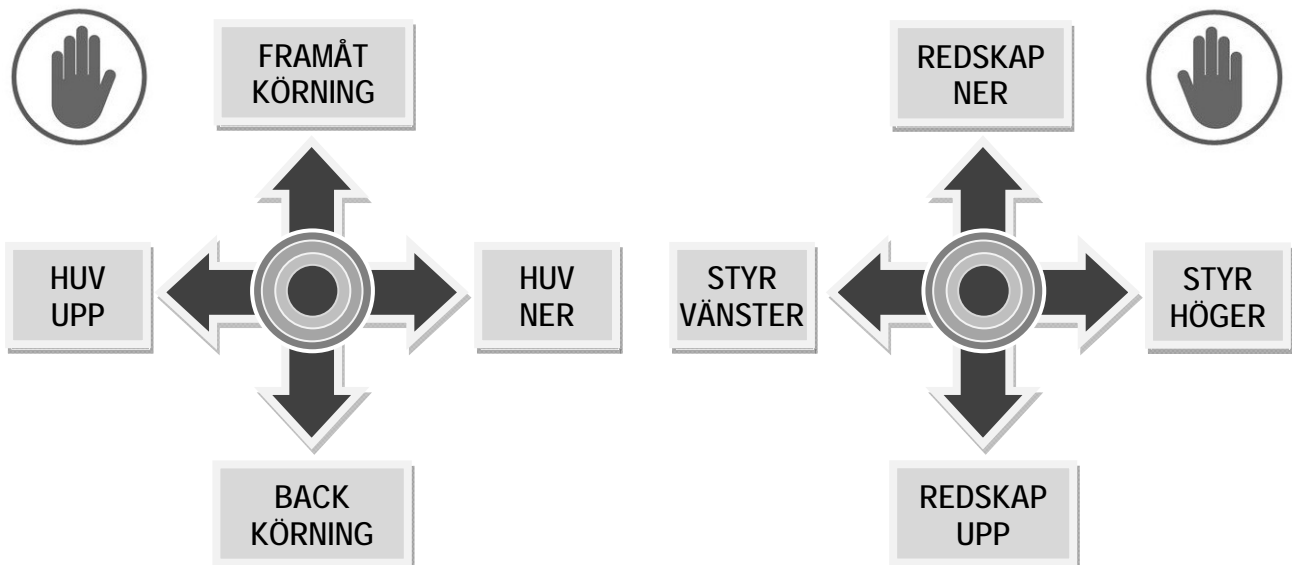 FRAMÅT
KÖRNING
HUV
UPP
HUV
NER
BACK
KÖRNING
REDSKAP
NER
STYR
VÄNSTER
STYR
HÖGER
REDSKAP
UPP